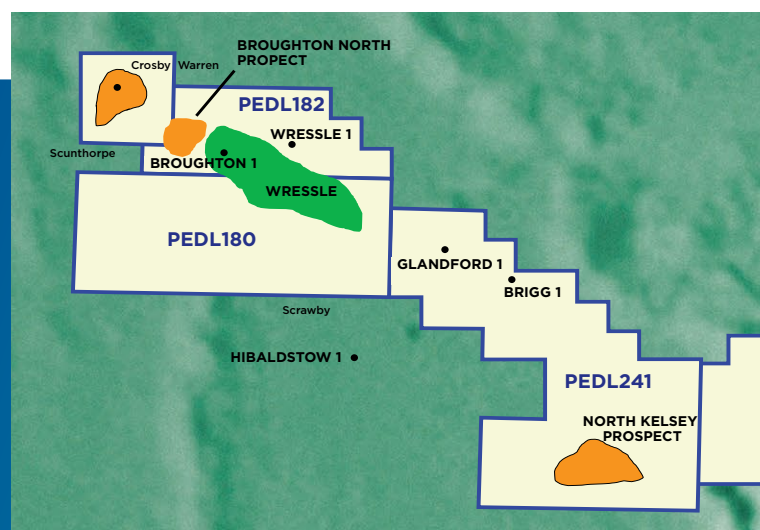 BROUGHTON NORTH
PROPECT
Crosby Warren
PEDL182
WRESSLE 1
Scunthorpe
BROUGHTON 1
WRESSLE
PEDL180
GLANDFORD 1
BRIGG 1
Scrawby
HIBALDSTOW 1
PEDL241
NORTH KELSEY
PROSPECT